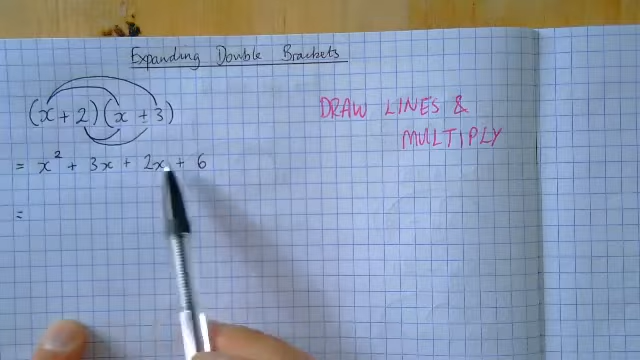 Expanding Double Brackets
(x + 2)(x + 3)
DRAW LINES &
MULTIPLY
= x² + 3x + 2x + 6
=